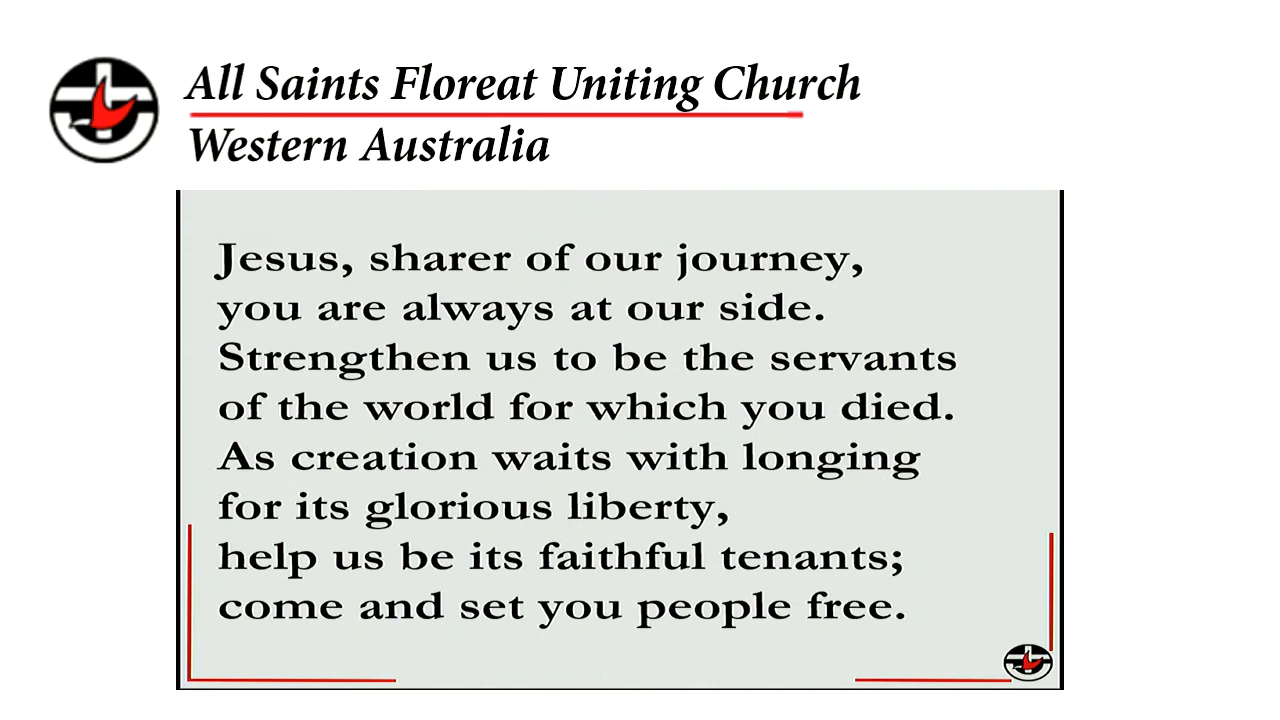 All Saints Floreat Uniting Church
Western Australia
Jesus, sharer of our journey,
you are always at our side.
Strengthen us to be the servants
of the world for which you died.
As creation waits with longing
for its glorious liberty,
help us be its faithful tenants;
come and set you people free.